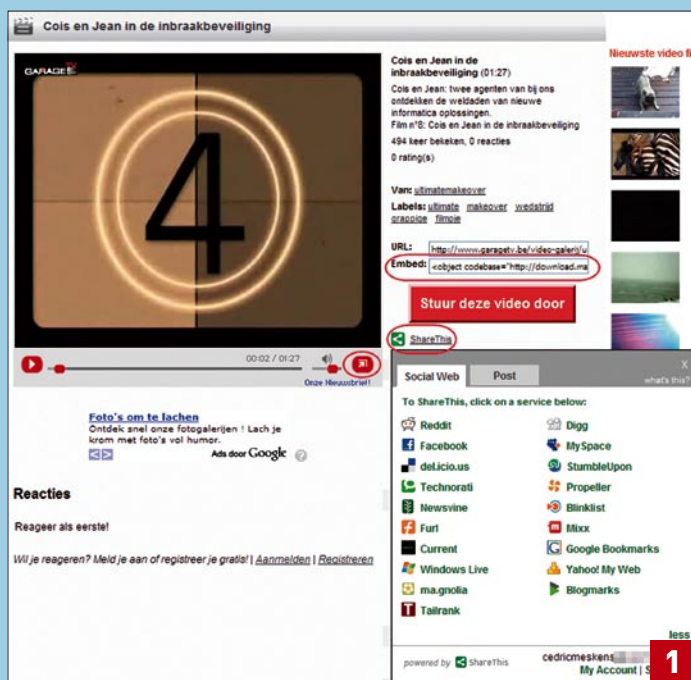 Cois en Jean in de inbraakbeveiliging
GARAGETV
4
00:02 / 01:27
Onze Nieuwsbrief!
Cois en Jean in de
inbraakbeveiliging (01:27)
Cois en Jean: twee agenten van bij ons
ontdekken de weldaden van nieuwe
informatica oplossingen.
Film n°8: Cois en Jean in de inbraakbeveiliging
494 keer bekeken, 0 reacties
0 rating(s)
Van: ultimatemakeover
Labels: ultimate makeover wedstrijd
grappige filmpje
URL: http://www.garagetv.be/video-galerij/u
Embed: <object codebase="http://download.ma
Stuur deze video door
ShareThis
Nieuwste video fi
Foto's om te lachen
Ontdek snel onze fotogalerijen ! Lach je
krom met foto's vol humor.
Ads door Google
Reacties
Reageer als eerste!
Wil je reageren? Meld je aan of registreer je gratis! | Aanmelden | Registreren
X
Social Web Post what's this?
To ShareThis, click on a service below:
Reddit Digg
Facebook MySpace
del.icio.us StumbleUpon
Technorati Propeller
Newsvine Blinklist
Furl Mixx
Current Google Bookmarks
Windows Live Yahoo! My Web
ma.gnolia Blogmarks
Tailrank
less
powered by ShareThis cedricmeskens
My Account | S
1